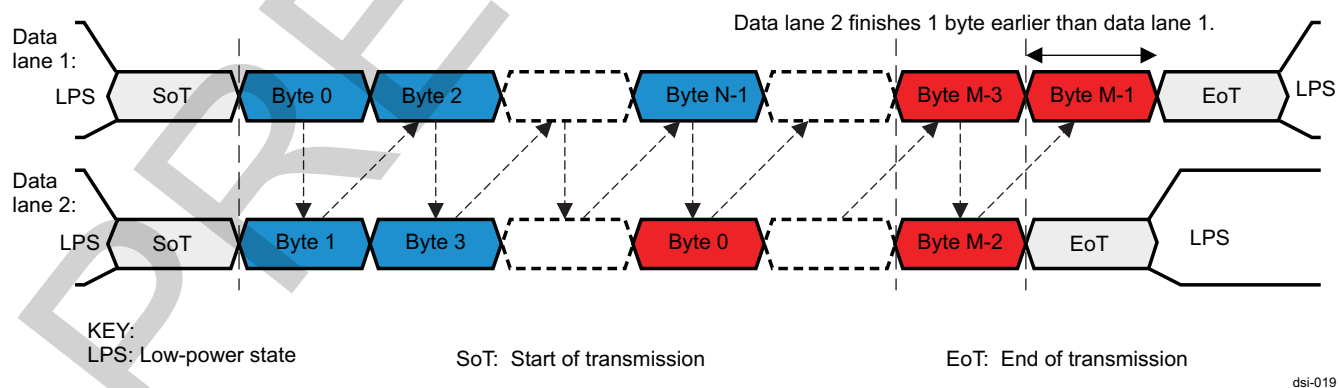 Data lane 2 finishes 1 byte earlier than data lane 1.
Data
lane 1:
LPS SoT Byte 0 Byte 2 Byte N-1 Byte M-3 Byte M-1 EoT LPS
Data
lane 2:
LPS SoT Byte 1 Byte 3 Byte 0 Byte M-2 EoT LPS
KEY:
LPS: Low-power state SoT: Start of transmission EoT: End of transmission
dsi-019
PRE